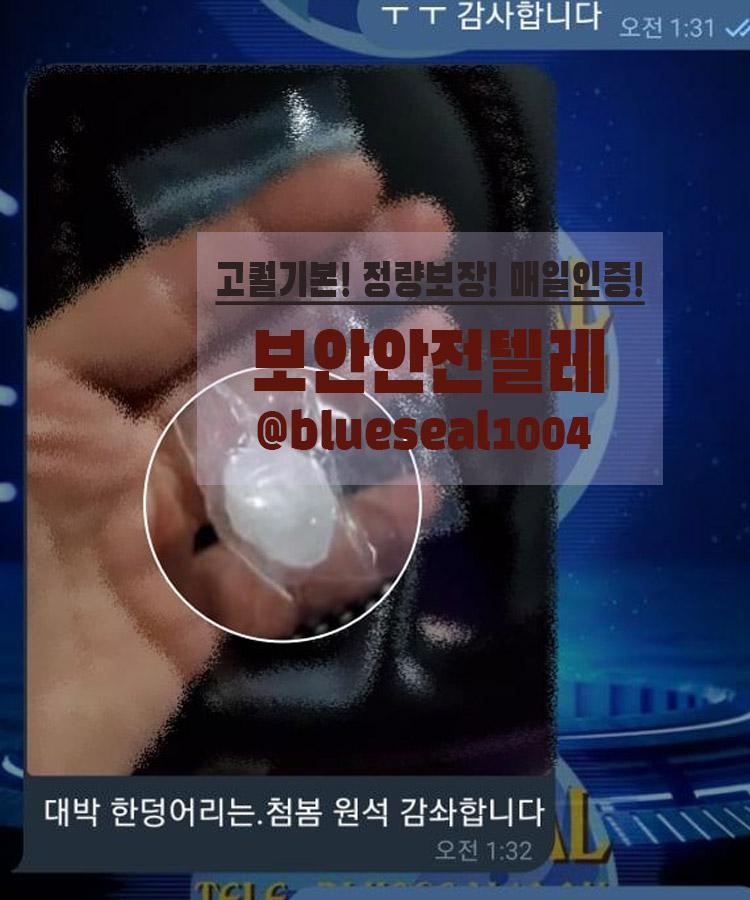 ㅜㅜ 감사합니다
오전 1:31
고퀄기본! 정량보장! 매일인증!
보안안전텔레
@blueseal1004
대박 한덩어리는.첨봄 원석 감솨합니다
오전 1:32